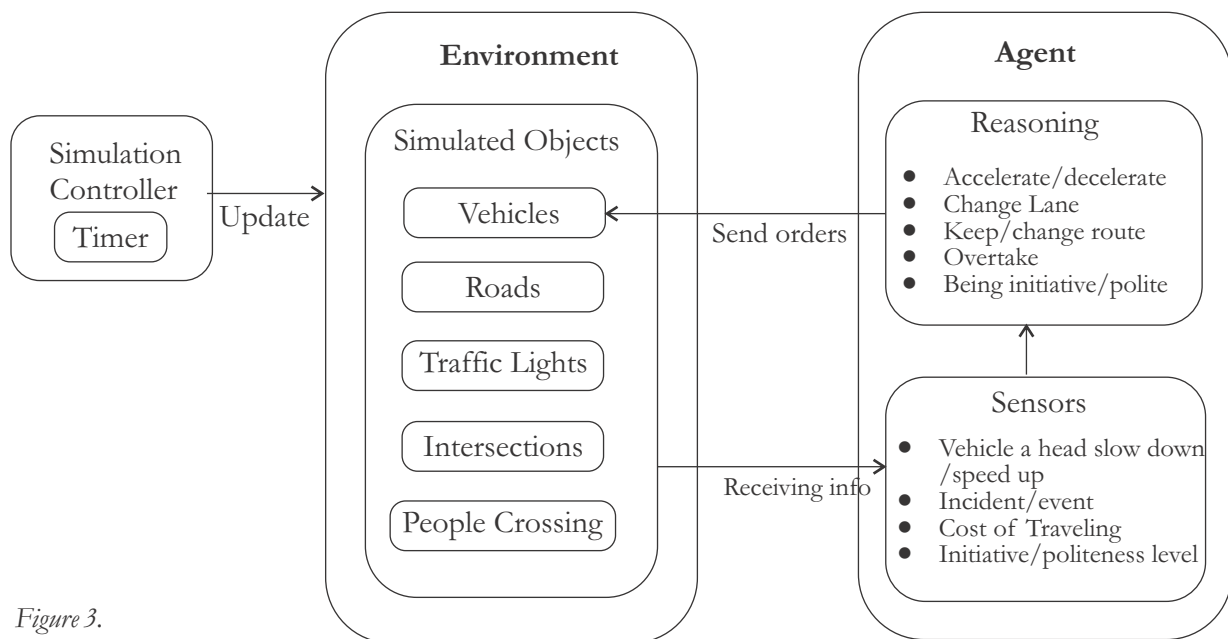 Simulation
Controller
Timer
Update
Environment
Simulated Objects
Vehicles
Roads
Traffic Lights
Intersections
People Crossing
Send orders
Receiving info
Agent
Reasoning
● Accelerate/decelerate
● Change Lane
● Keep/change route
● Overtake
● Being initiative/polite
Sensors
● Vehicle a head slow down
/speed up
● Incident/event
● Cost of Traveling
● Initiative/politeness level
Figure 3.